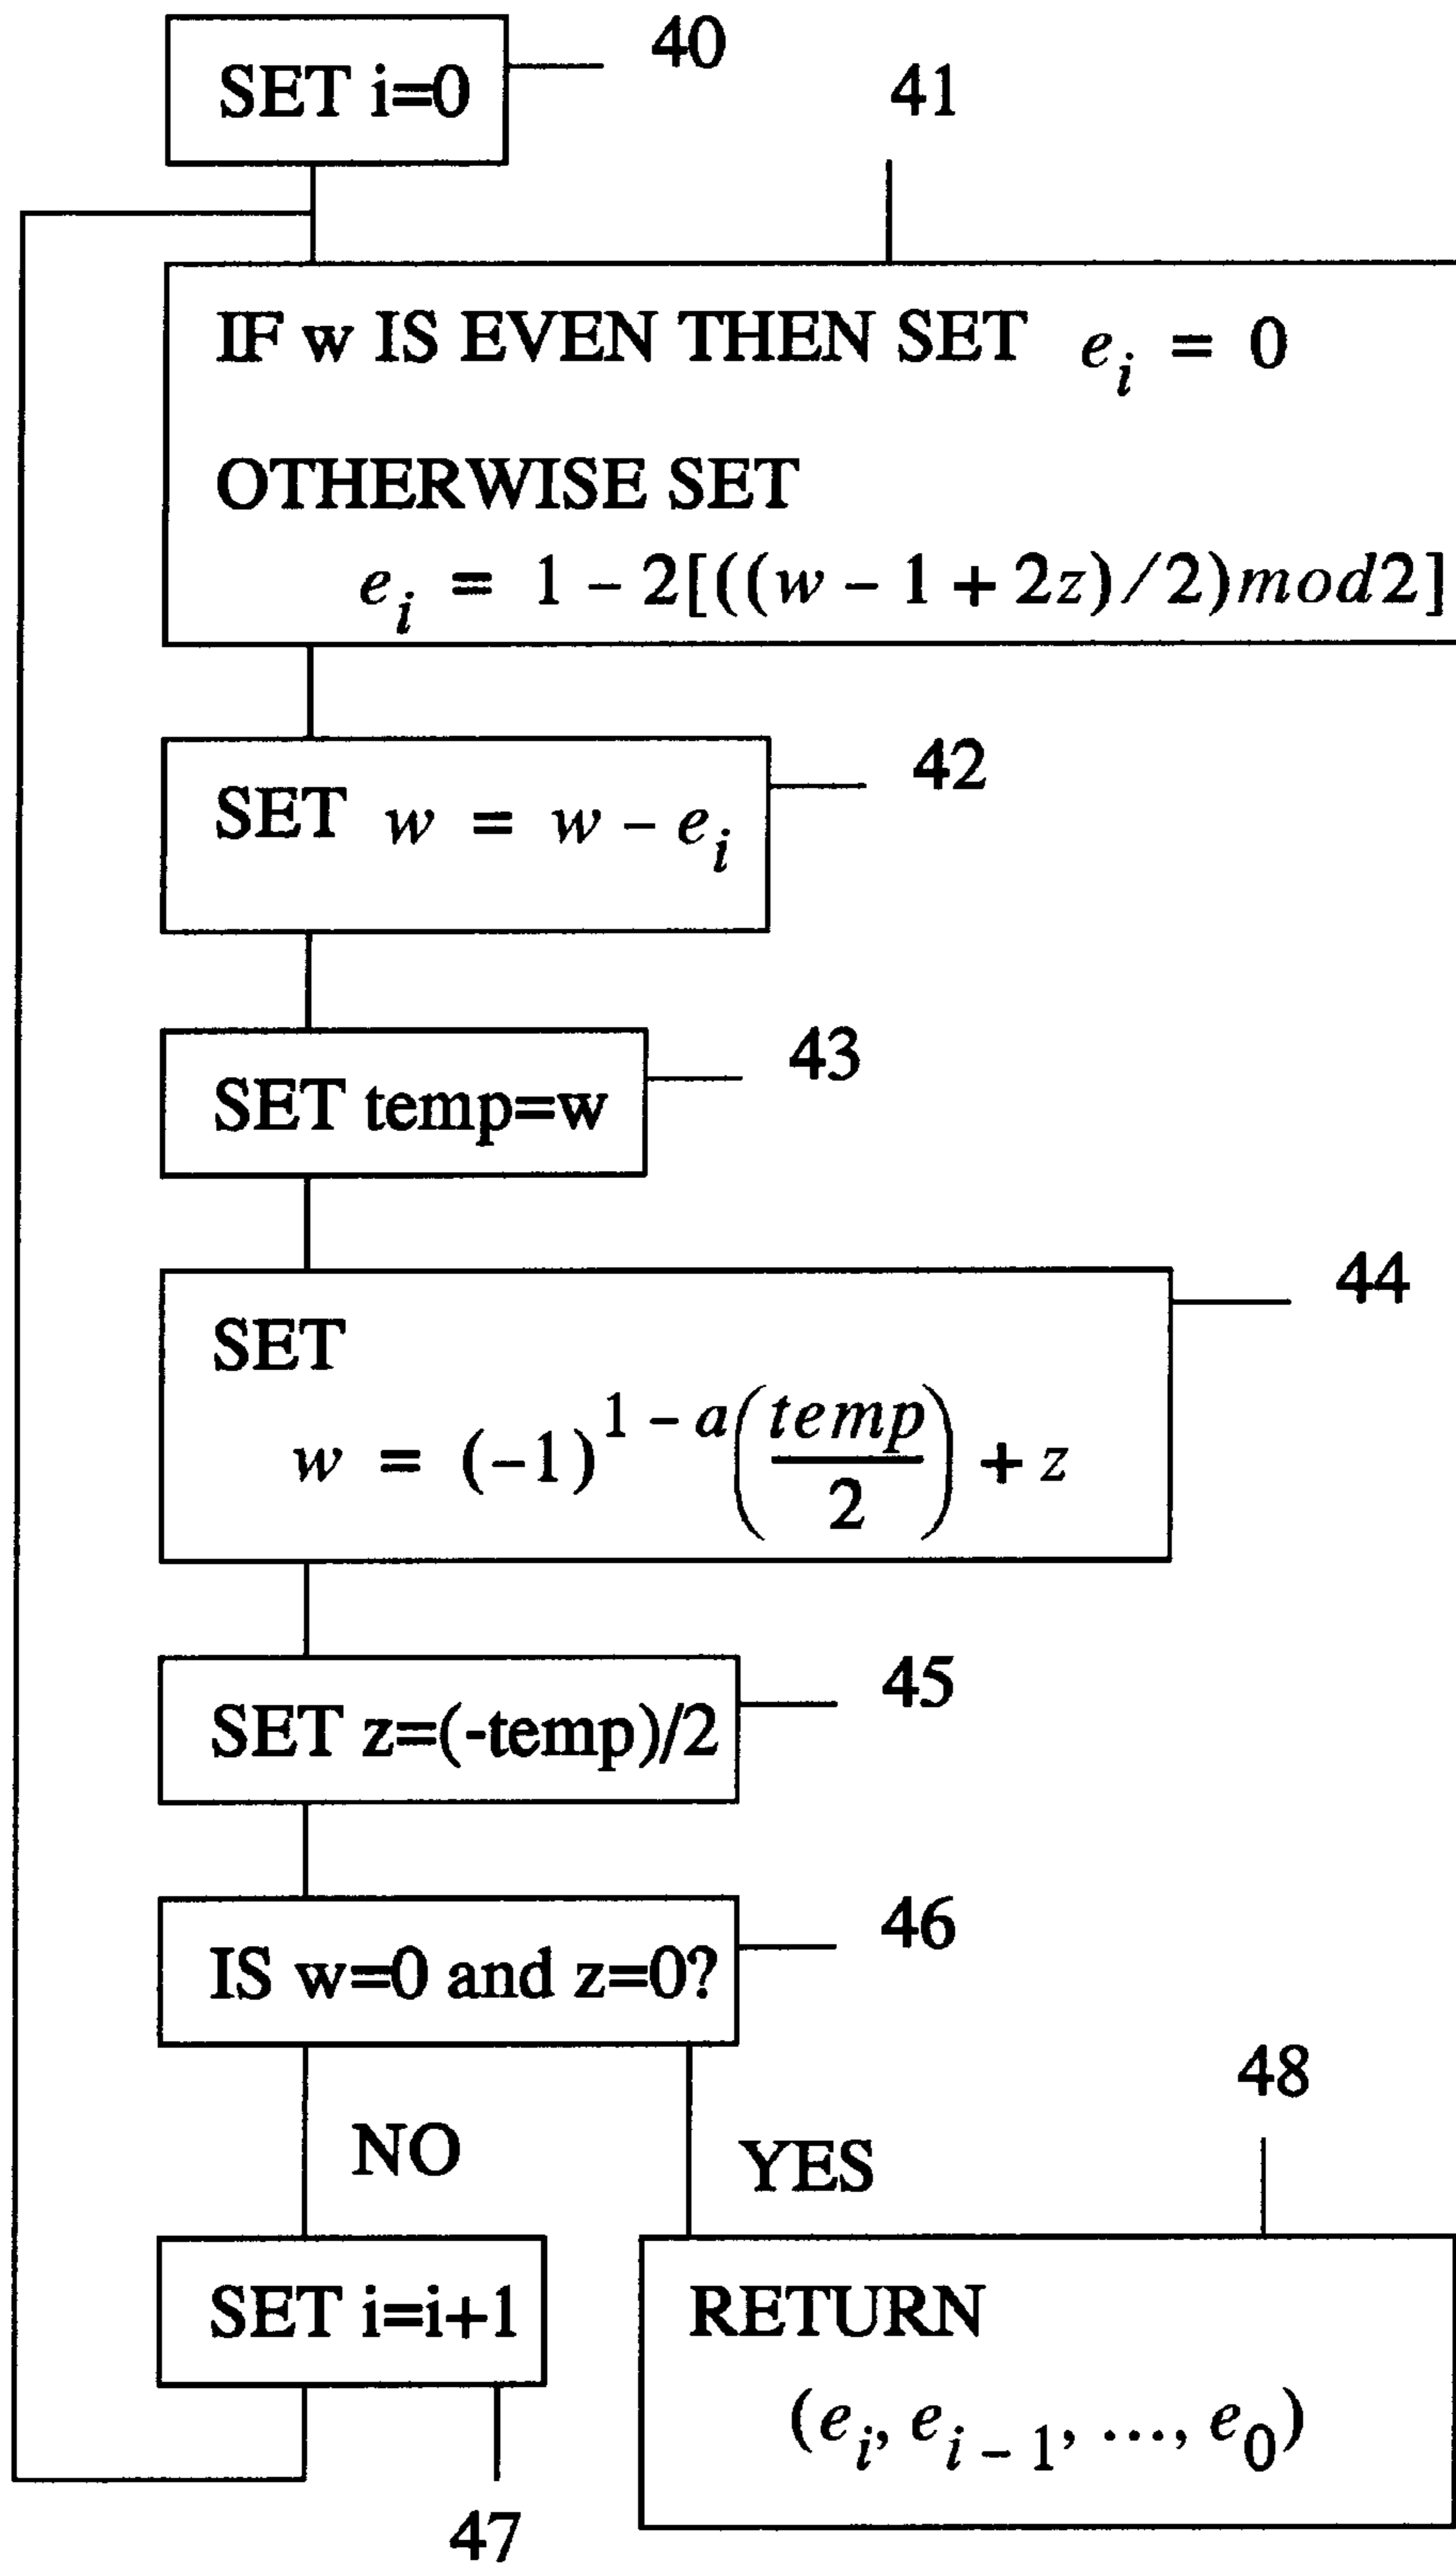 SET i=0
40
41
IF w IS EVEN THEN SET e_i = 0
OTHERWISE SET
e_i = 1 − 2[((w − 1 + 2z)/2)mod2]
42
SET w = w − e_i
43
SET temp=w
44
SET
w = (−1)^{1 − a}(temp/2) + z
45
SET z=(-temp)/2
46
IS w=0 and z=0?
48
NO
YES
SET i=i+1
RETURN
(e_i, e_{i − 1}, ..., e_0)
47